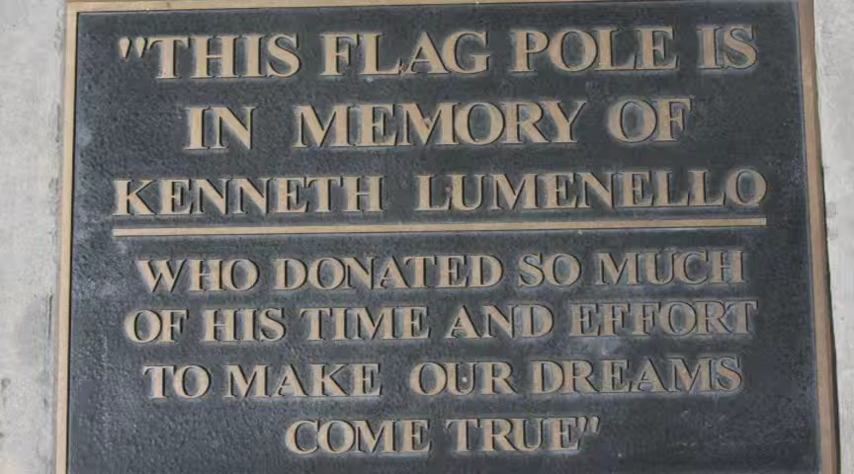 "THIS FLAG POLE IS
IN MEMORY OF
KENNETH LUMENELLO
WHO DONATED SO MUCH
OF HIS TIME AND EFFORT
TO MAKE OUR DREAMS
COME TRUE"